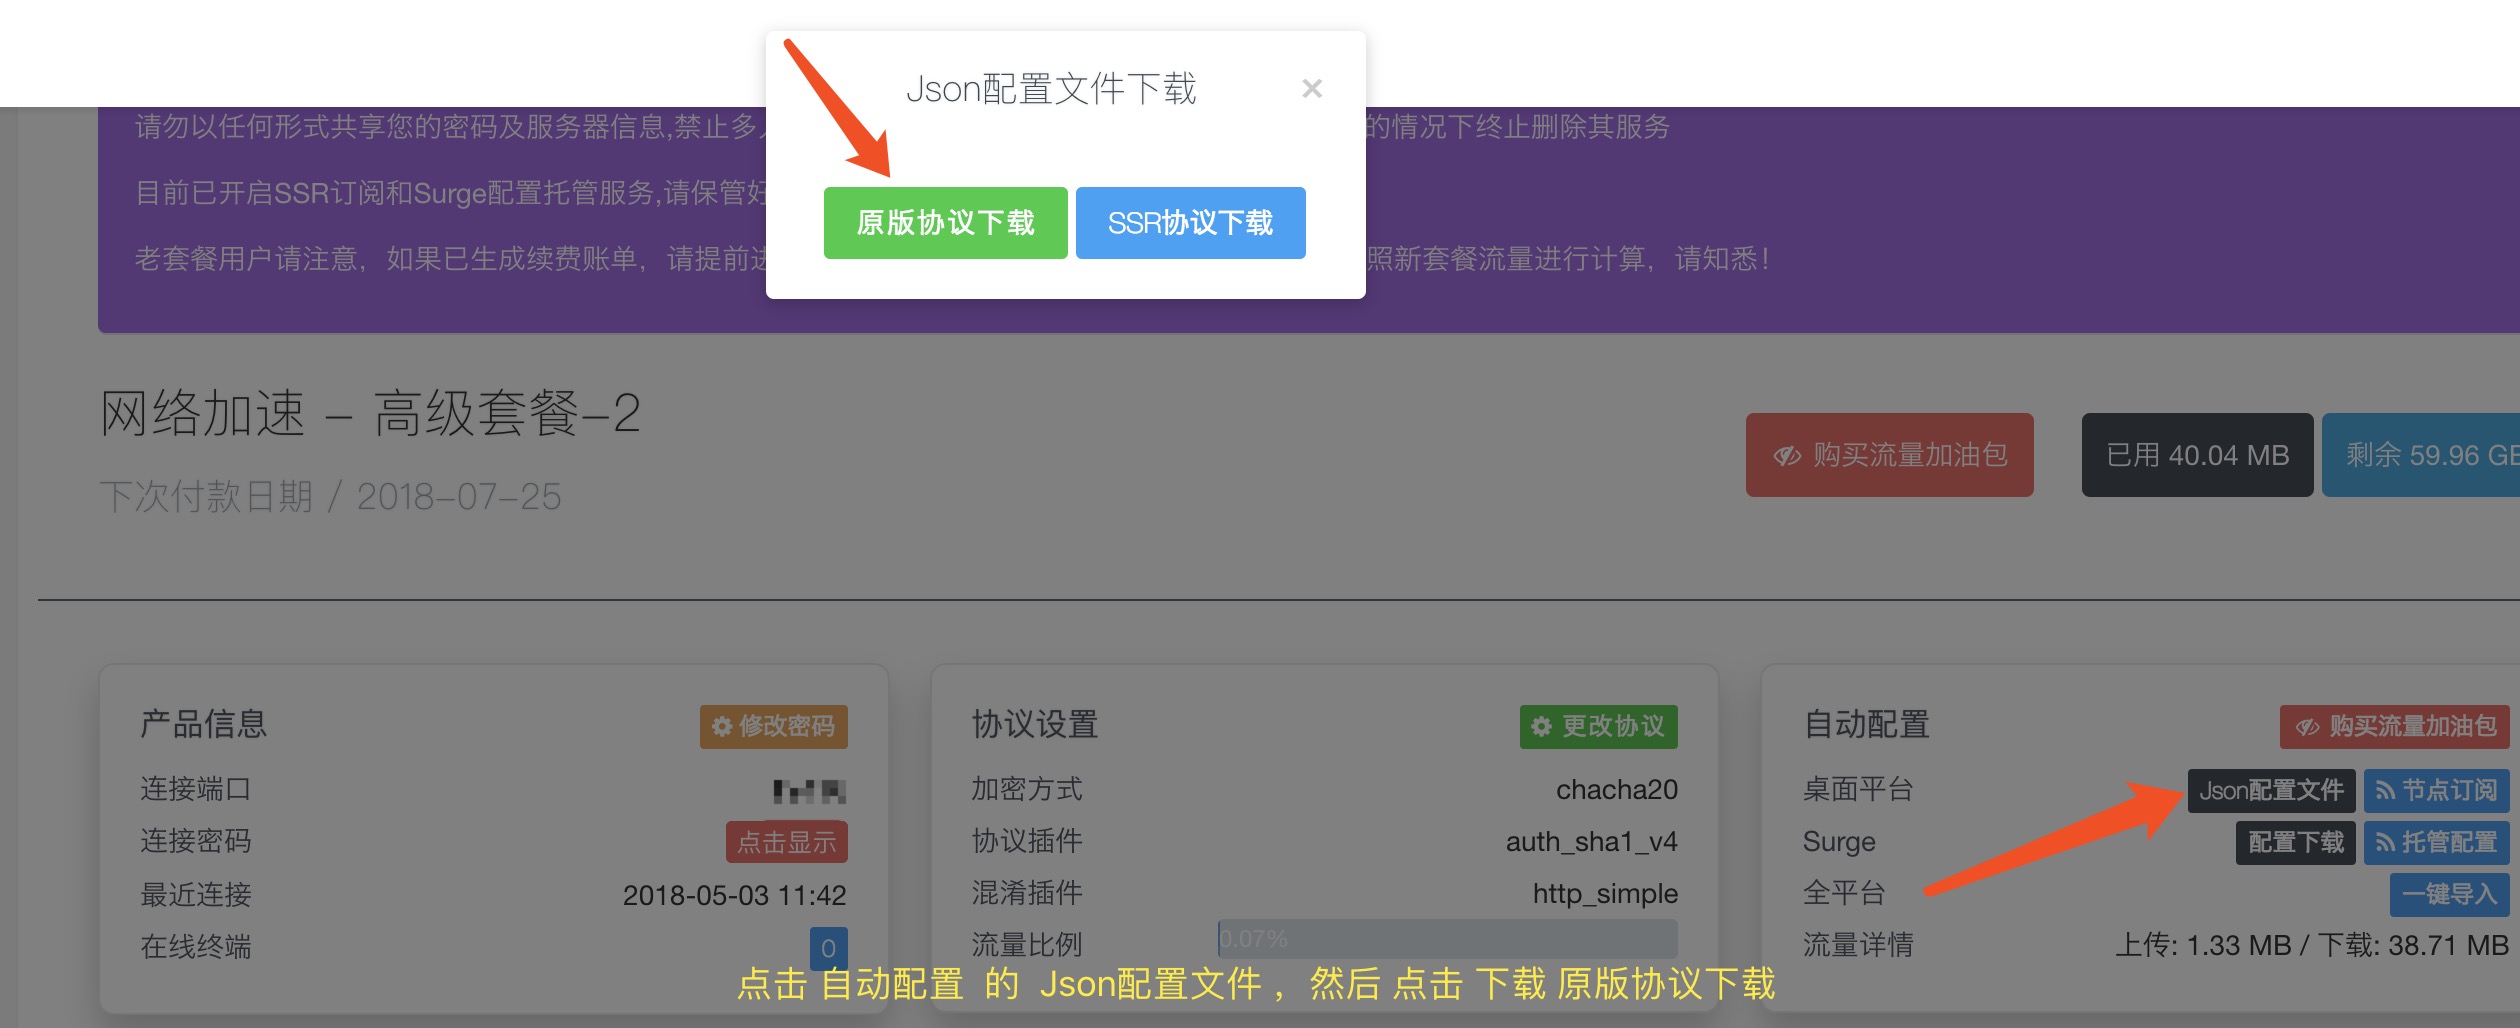 Json配置文件下载
×
原版协议下载 SSR协议下载
请勿以任何形式共享您的密码及服务器信息,禁止多 的情况下终止删除其服务
目前已开启SSR订阅和Surge配置托管服务,请保管好
老套餐用户请注意，如果已生成续费账单，请提前 照新套餐流量进行计算，请知悉！
网络加速 - 高级套餐-2
下次付款日期 / 2018-07-25
购买流量加油包
已用 40.04 MB
剩余 59.96 G
产品信息
修改密码
连接端口
连接密码 点击显示
最近连接 2018-05-03 11:42
在线终端 0
协议设置
更改协议
加密方式 chacha20
协议插件 auth_sha1_v4
混淆插件 http_simple
流量比例 0.07%
自动配置
购买流量加油包
桌面平台 Json配置文件 节点订阅
Surge 配置下载 托管配置
全平台 一键导入
流量详情 上传: 1.33 MB / 下载: 38.71 MB
点击 自动配置 的 Json配置文件 ， 然后 点击 下载 原版协议下载